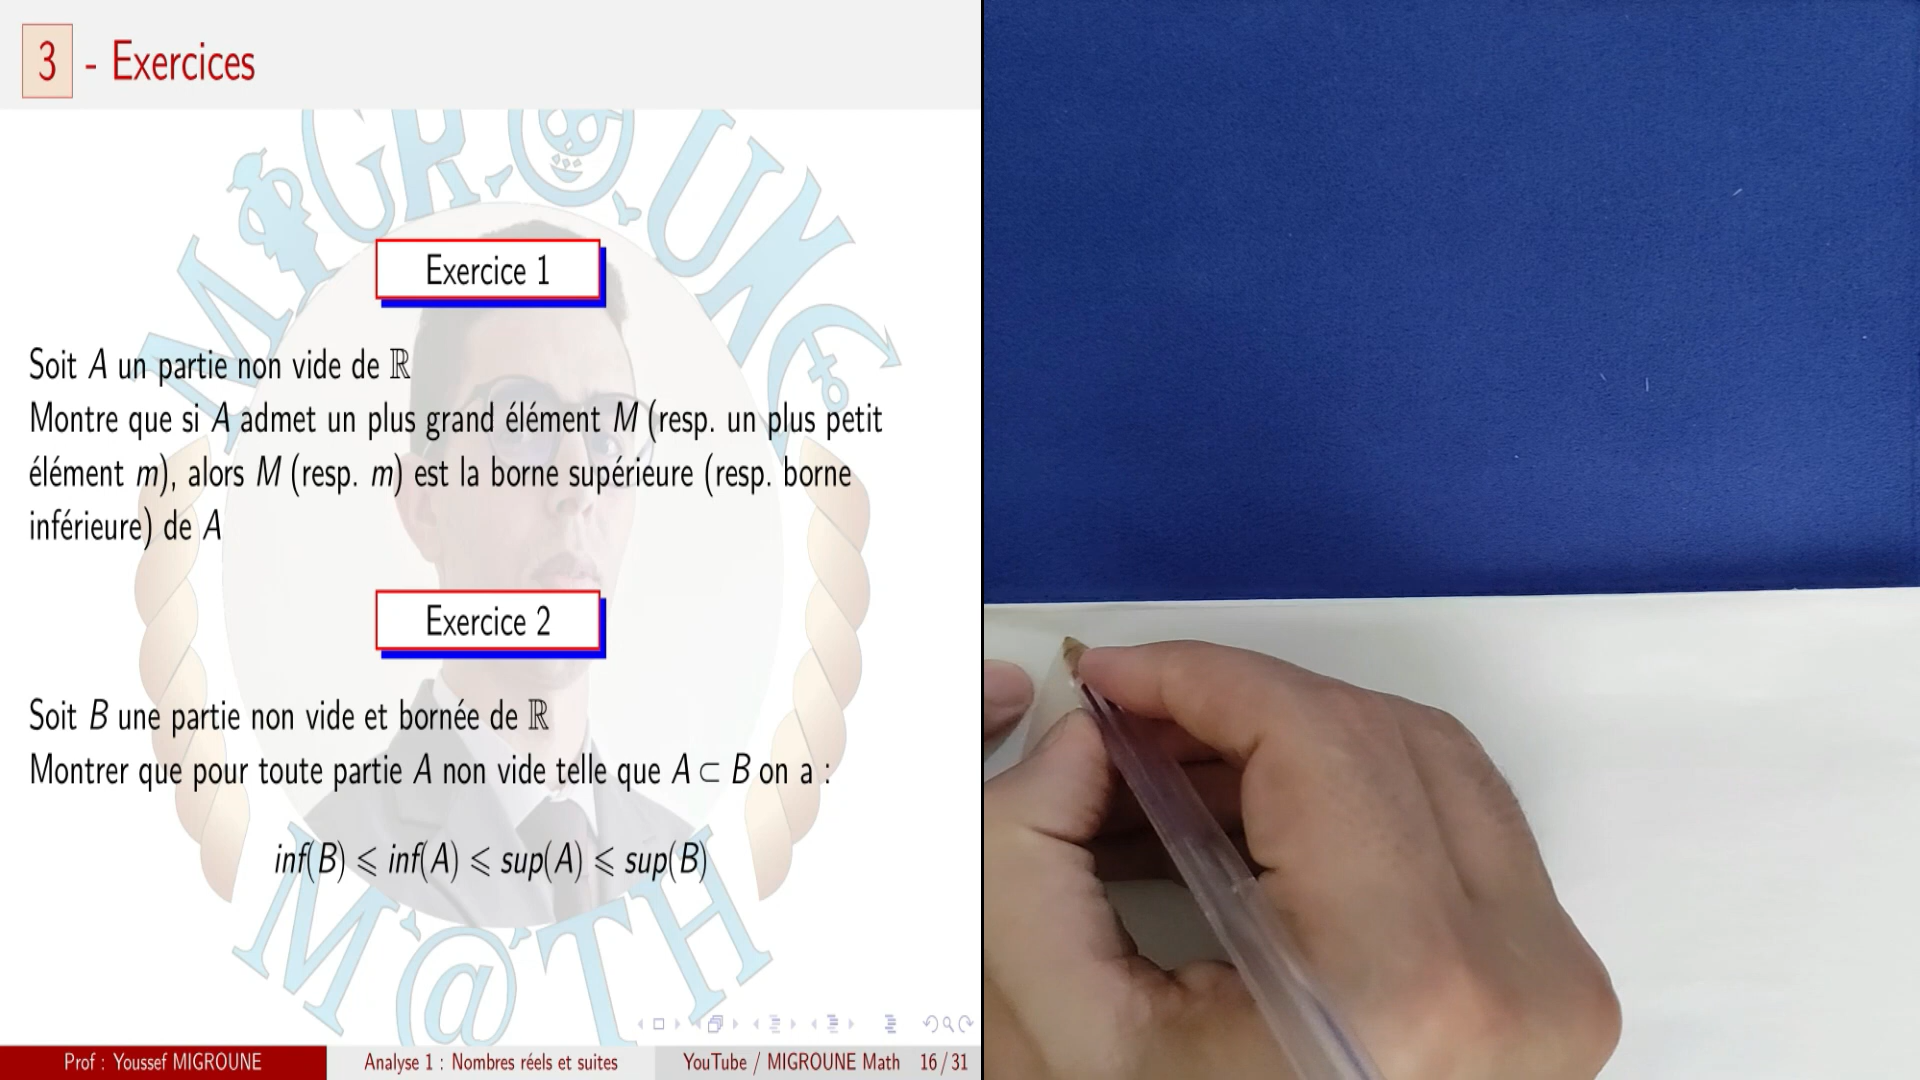 3 - Exercices
MIGROUNE
Exercice 1
Soit A un partie non vide de ℝ
Montre que si A admet un plus grand élément M (resp. un plus petit
élément m), alors M (resp. m) est la borne supérieure (resp. borne
inférieure) de A
Exercice 2
Soit B une partie non vide et bornée de ℝ
Montrer que pour toute partie A non vide telle que A ⊂ B on a :
inf(B) ⩽ inf(A) ⩽ sup(A) ⩽ sup(B)
M@TH
Prof : Youssef MIGROUNE Analyse 1 : Nombres réels et suites YouTube / MIGROUNE Math 16 / 31